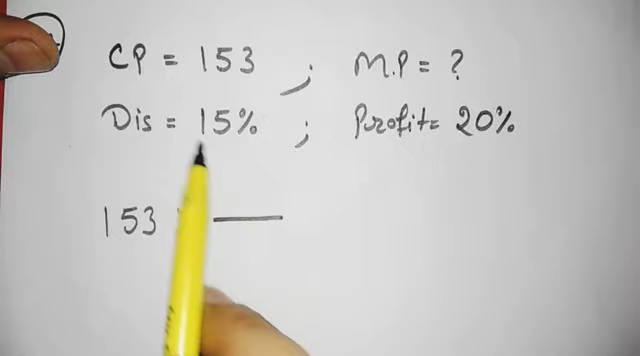 CP = 153 ; M.P = ?
Dis = 15% ; Profit = 20%
153